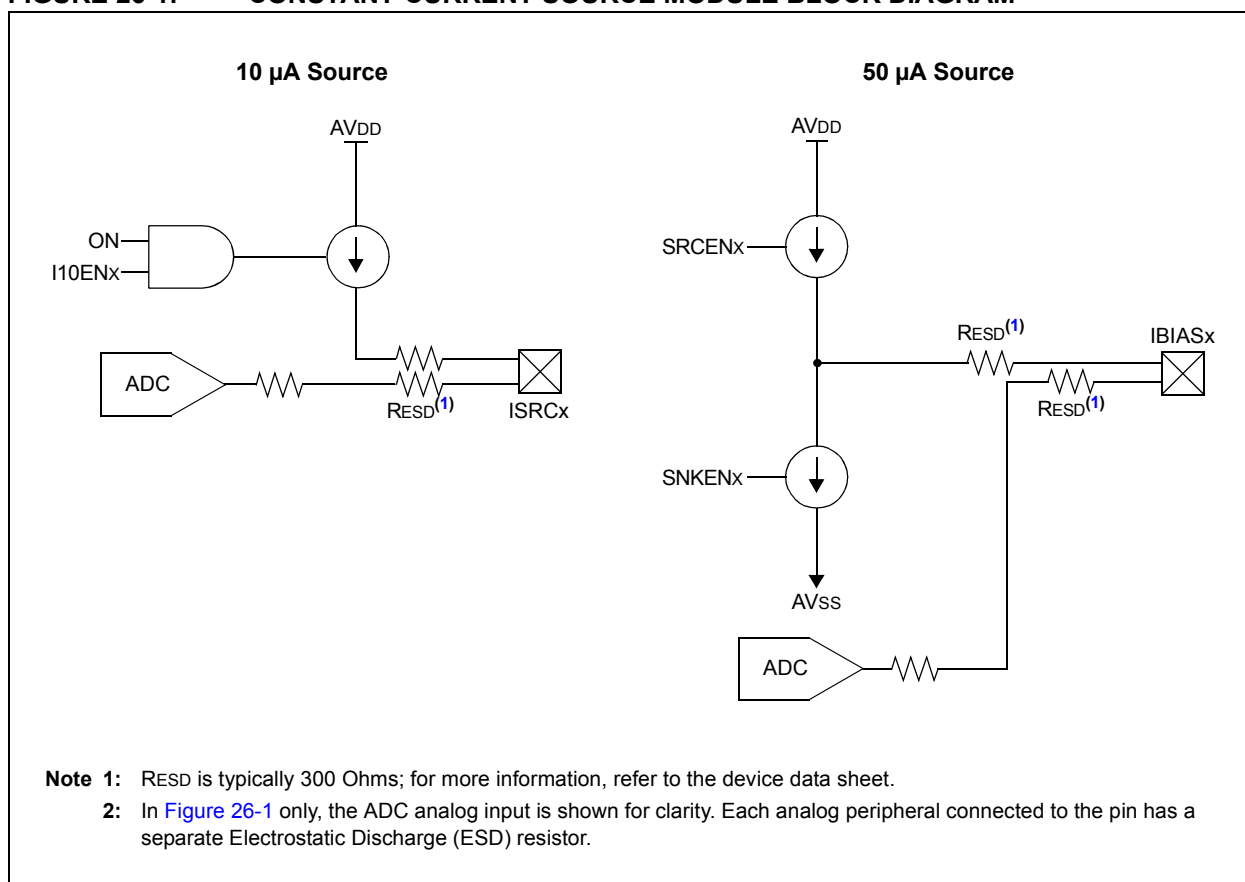 10 µA Source
50 µA Source
AVDD
AVDD
ON
I10ENx
SRCENx
RESD(1)
IBIASx
ADC
RESD(1)
ISRCx
RESD(1)
SNKENx
AVSS
ADC
Note 1: RESD is typically 300 Ohms; for more information, refer to the device data sheet.
2: In Figure 26-1 only, the ADC analog input is shown for clarity. Each analog peripheral connected to the pin has a
separate Electrostatic Discharge (ESD) resistor.